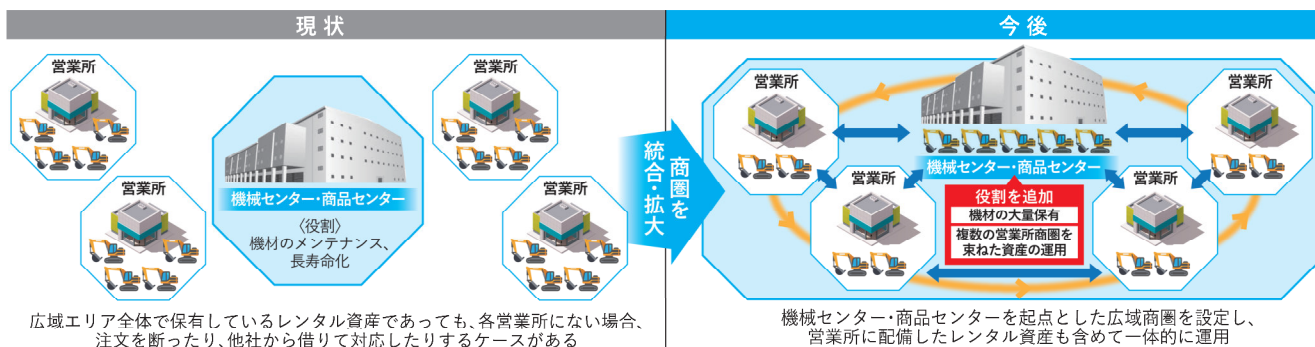 現状
営業所
営業所
営業所
営業所
機械センター・商品センター
〈役割〉
機材のメンテナンス、
長寿命化
広域エリア全体で保有しているレンタル資産であっても、各営業所にない場合、
注文を断ったり、他社から借りて対応したりするケースがある
商圏を
統合・拡大
今後
営業所
営業所
機械センター・商品センター
営業所
営業所
役割を追加
機材の大量保有
複数の営業所商圏を
束ねた資産の運用
機械センター・商品センターを起点とした広域商圏を設定し、
営業所に配備したレンタル資産も含めて一体的に運用